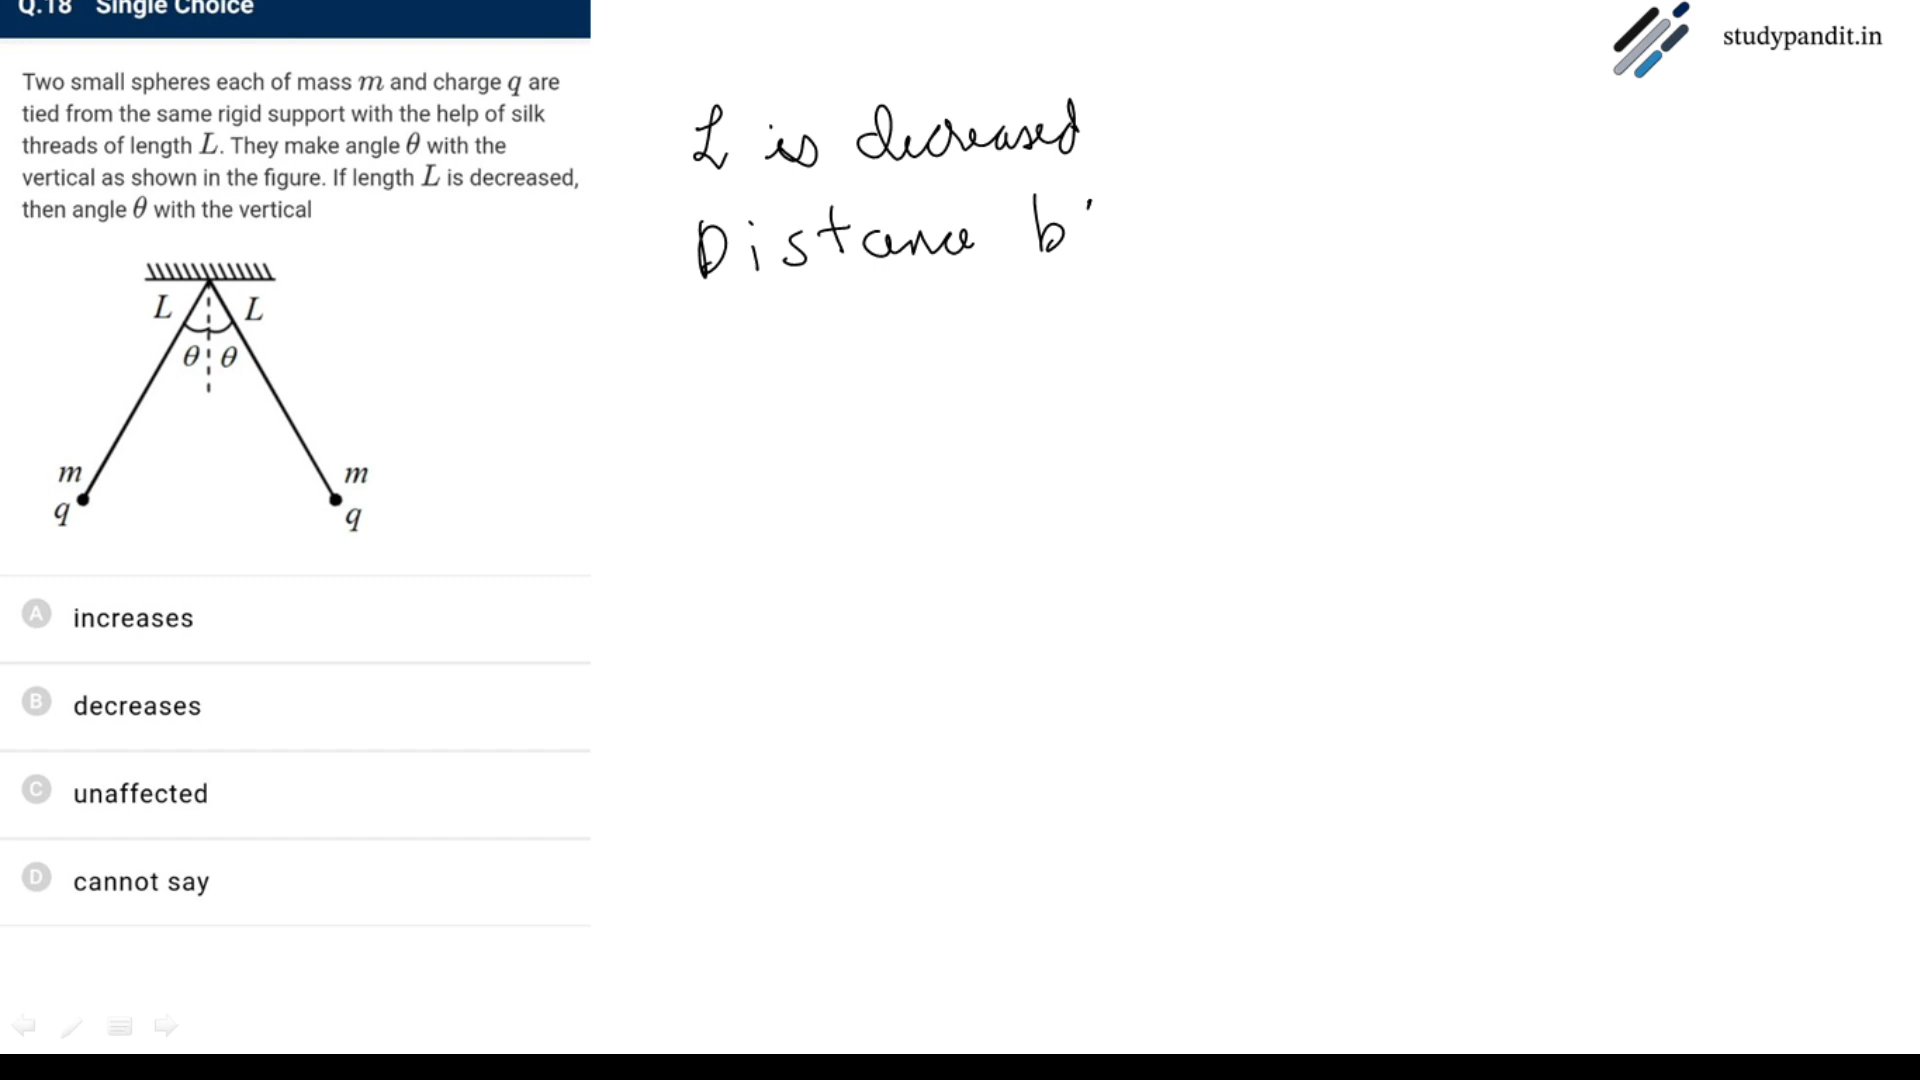 Q.18 Single Choice
studypandit.in
Two small spheres each of mass m and charge q are
tied from the same rigid support with the help of silk
threads of length L. They make angle θ with the
vertical as shown in the figure. If length L is decreased,
then angle θ with the vertical
L is decreased
Distance b'
L L
θ θ
m m
q q
A increases
B decreases
C unaffected
D cannot say